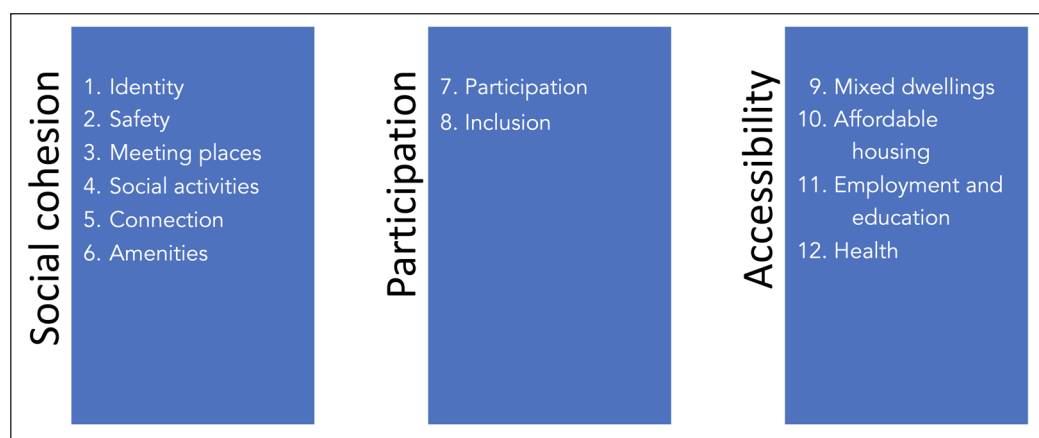 Social cohesion
1. Identity
2. Safety
3. Meeting places
4. Social activities
5. Connection
6. Amenities
Participation
7. Participation
8. Inclusion
Accessibility
9. Mixed dwellings
10. Affordable
housing
11. Employment and
education
12. Health